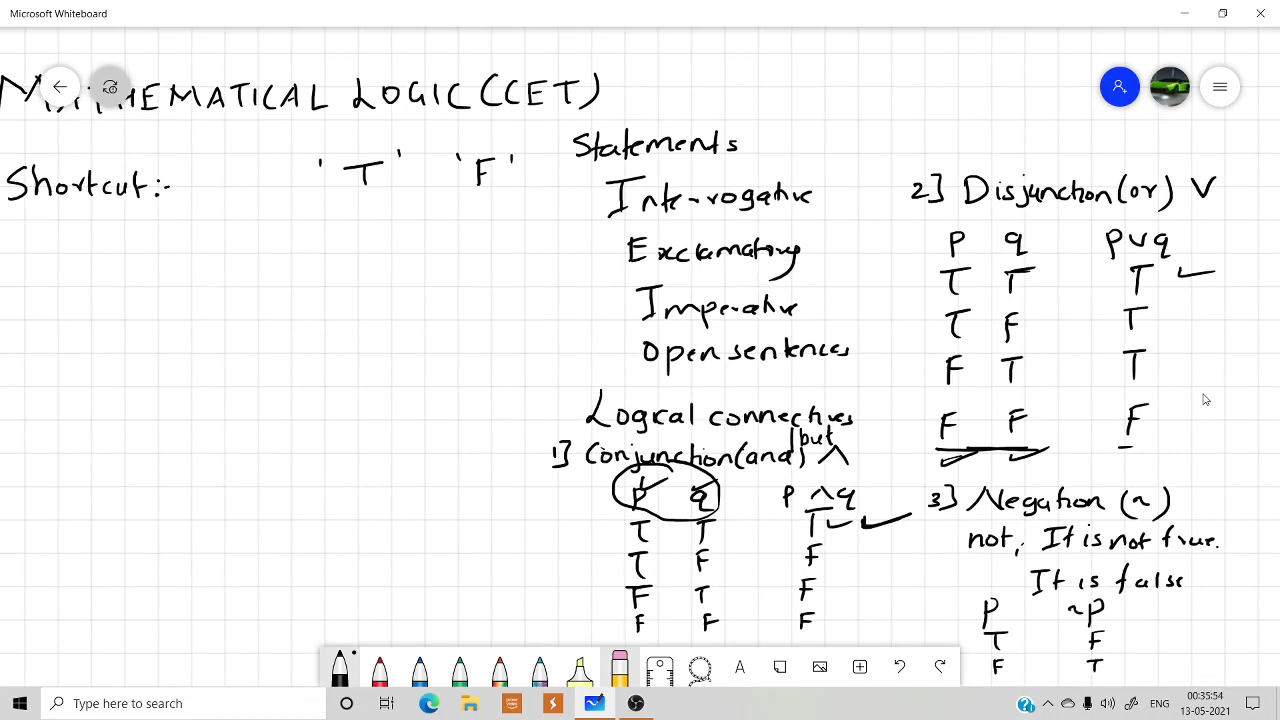 Microsoft Whiteboard
MATHEMATICAL LOGIC (CET)
Shortcut:-
'T' 'F'
Statements
Interrogative
Exclamatory
Imperative
Open sentences
Logical connectives
1] Conjunction(and) |but ∧
p q p ∧ q
T T T
T F F
F T F
F F F
2] Disjunction(or) ∨
p q p ∨ q
T T T
T F T
F T T
F F F
3] Negation (~)
not, It is not true.
It is false
p ~p
T F
F T
Type here to search
ENG
00:35:54
13-05-2021